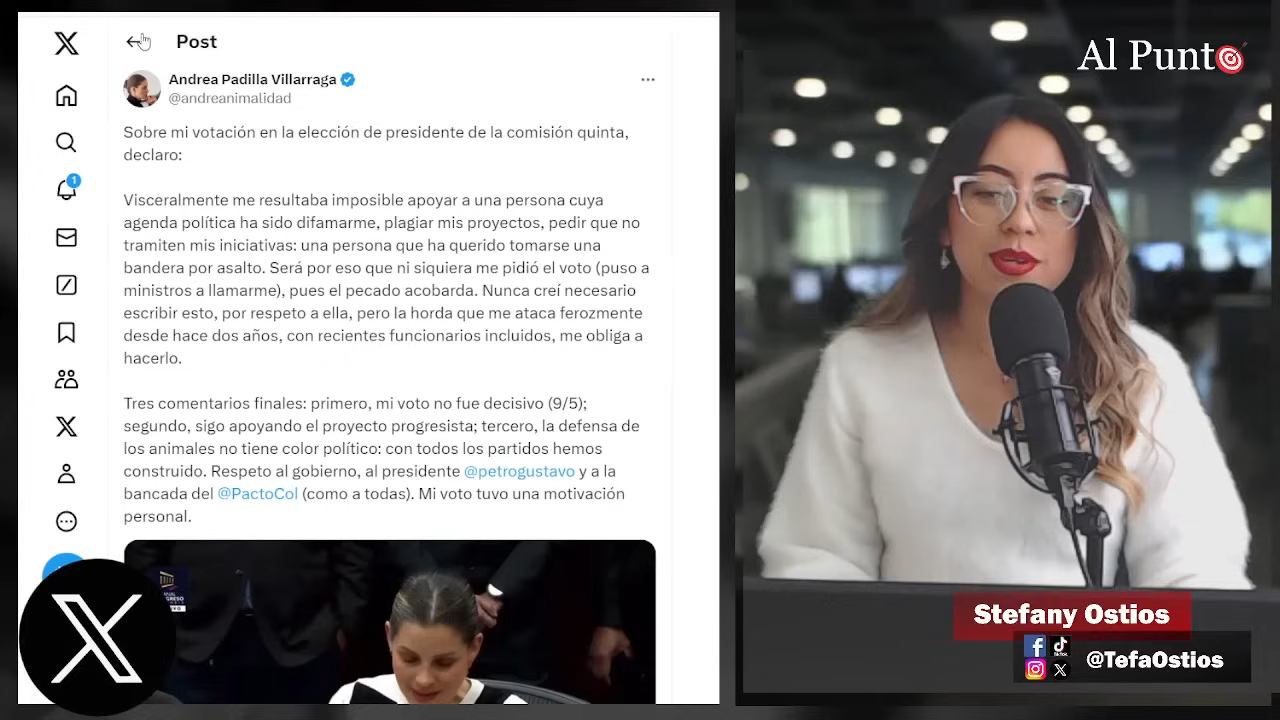 Post
Andrea Padilla Villarraga
@andreanimalidad
Sobre mi votación en la elección de presidente de la comisión quinta,
declaro:
Visceralmente me resultaba imposible apoyar a una persona cuya
agenda política ha sido difamarme, plagiar mis proyectos, pedir que no
tramiten mis iniciativas: una persona que ha querido tomarse una
bandera por asalto. Será por eso que ni siquiera me pidió el voto (puso a
ministros a llamarme), pues el pecado acobarda. Nunca creí necesario
escribir esto, por respeto a ella, pero la horda que me ataca ferozmente
desde hace dos años, con recientes funcionarios incluidos, me obliga a
hacerlo.
Tres comentarios finales: primero, mi voto no fue decisivo (9/5);
segundo, sigo apoyando el proyecto progresista; tercero, la defensa de
los animales no tiene color político: con todos los partidos hemos
construido. Respeto al gobierno, al presidente @petrogustavo y a la
bancada del @PactoCol (como a todas). Mi voto tuvo una motivación
personal.
1
Al Punto
Stefany Ostios
@TefaOstios